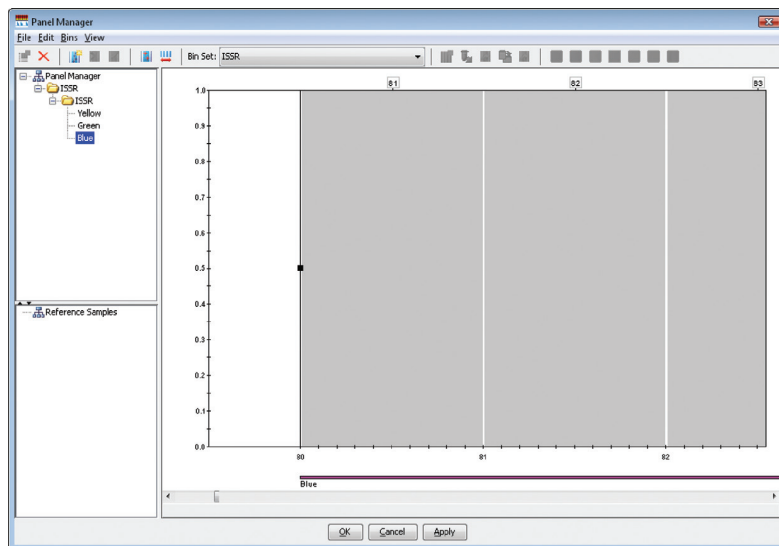 Panel Manager
File Edit Bins View
Bin Set: ISSR
Panel Manager
ISSR
ISSR
Yellow
Green
Blue
Reference Samples
81 82 83
1.0
0.9
0.8
0.7
0.6
0.5
0.4
0.3
0.2
0.1
0.0
80 81 82
Blue
OK Cancel Apply